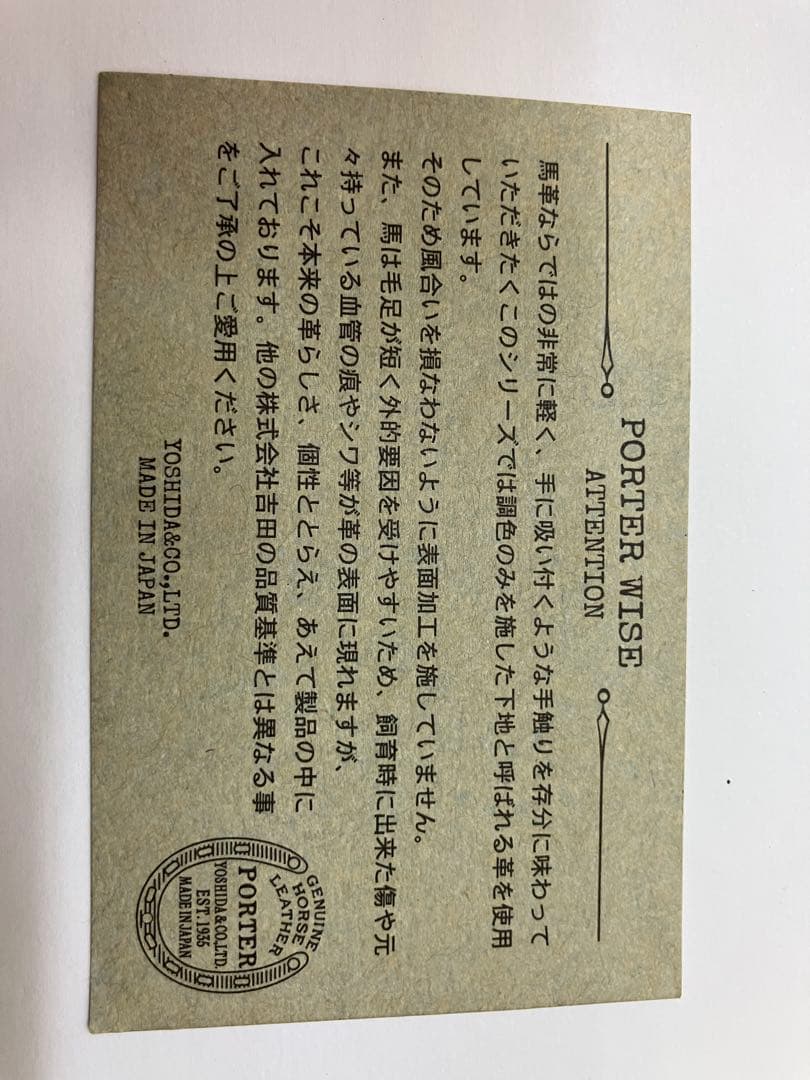 PORTER WISE
ATTENTION
馬革ならではの非常に軽く、手に吸い付くような手触りを存分に味わって
いただきたくこのシリーズでは調色のみを施した下地と呼ばれる革を使用
しています。
そのため風合いを損なわないように表面加工を施していません。
また、馬は毛足が短く外的要因を受けやすいため、飼育時に出来た傷や元
々持っている血管の痕やシワ等が革の表面に現れますが、
これこそ本来の革らしさ、個性ととらえ、あえて製品の中に
入れております。他の株式会社吉田の品質基準とは異なる事
をご了承の上ご愛用ください。
YOSHIDA&CO.,LTD.
MADE IN JAPAN
GENUINE
HORSE
LEATHER
PORTER
YOSHIDA&CO.,LTD.
EST. 1935
MADE IN JAPAN